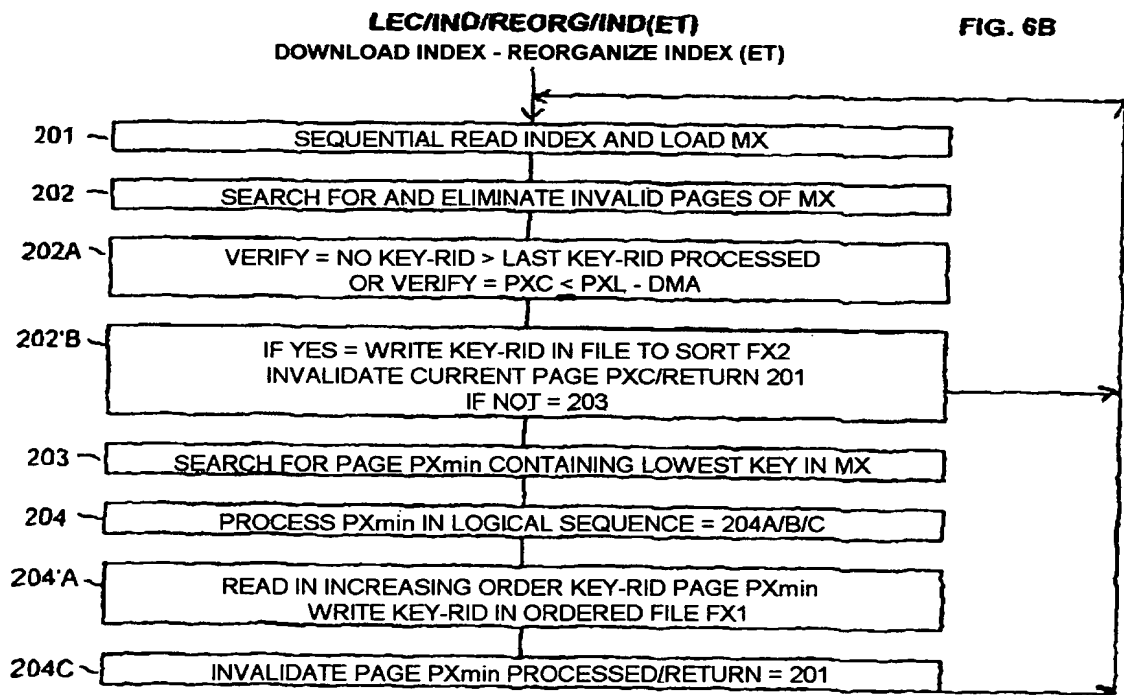 LEC/IND/REORG/IND(ET)
FIG. 6B
DOWNLOAD INDEX - REORGANIZE INDEX (ET)
201
SEQUENTIAL READ INDEX AND LOAD MX
202
SEARCH FOR AND ELIMINATE INVALID PAGES OF MX
202A
VERIFY = NO KEY-RID > LAST KEY-RID PROCESSED
OR VERIFY = PXC < PXL - DMA
202'B
IF YES = WRITE KEY-RID IN FILE TO SORT FX2
INVALIDATE CURRENT PAGE PXC/RETURN 201
IF NOT = 203
203
SEARCH FOR PAGE PXmin CONTAINING LOWEST KEY IN MX
204
PROCESS PXmin IN LOGICAL SEQUENCE = 204A/B/C
204'A
READ IN INCREASING ORDER KEY-RID PAGE PXmin
WRITE KEY-RID IN ORDERED FILE FX1
204C
INVALIDATE PAGE PXmin PROCESSED/RETURN = 201